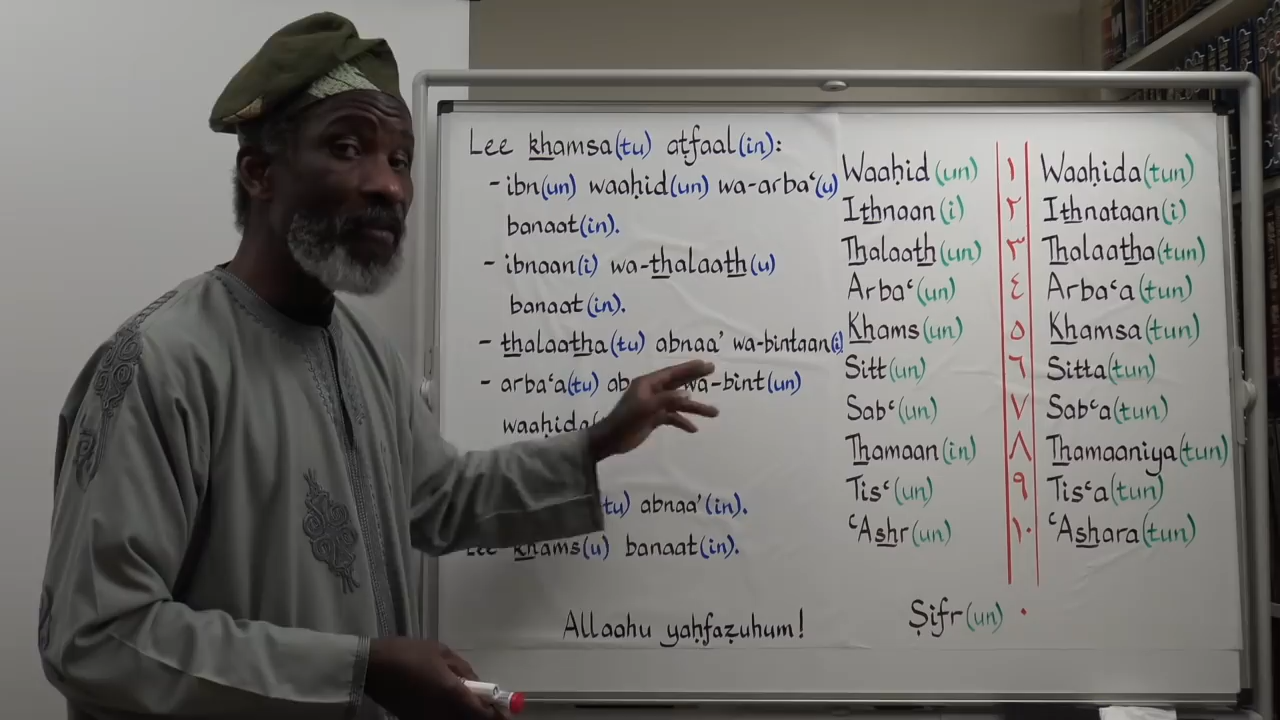 Lee khamsa(tu) aṭfaal(in):
- ibn(un) waaḥid(un) wa-arbaʿ(u)
banaat(in).
- ibnaan(i) wa-thalaath(u)
banaat(in).
- thalaatha(tu) abnaa’ wa-bintaan(i)
- arbaʿa(tu) wa-bint(un)
waaḥida
(tu) abnaa’(in).
Lee khams(u) banaat(in).
Allaahu yaḥfaẓuhum!
Waaḥid(un) ١ Waaḥida(tun)
Ithnaan(i) ٢ Ithnataan(i)
Thalaath(un) ٣ Thalaatha(tun)
Arbaʿ(un) ٤ Arbaʿa(tun)
Khams(un) ٥ Khamsa(tun)
Sitt(un) ٦ Sitta(tun)
Sabʿ(un) ٧ Sabʿa(tun)
Thamaan(in) ٨ Thamaaniya(tun)
Tisʿ(un) ٩ Tisʿa(tun)
ʿAshr(un) ١٠ ʿAshara(tun)
Ṣifr(un) ٠